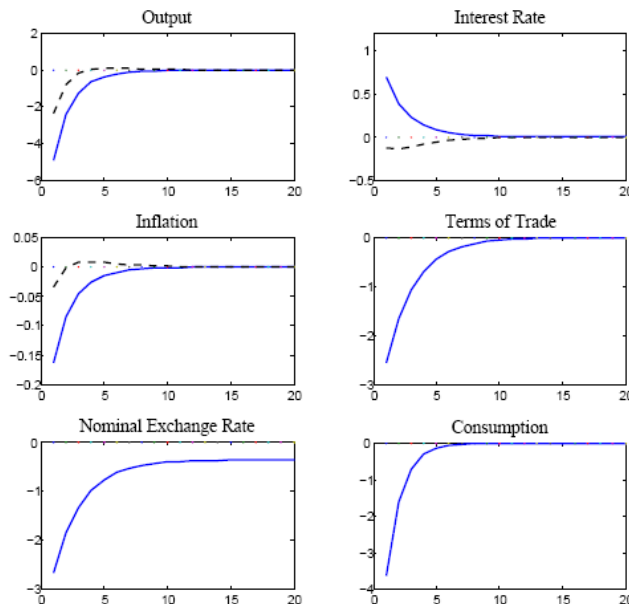 Output
2
0
−2
−4
−6
0 5 10 15 20
Interest Rate
1
0.5
0
−0.5
0 5 10 15 20
Inflation
0.05
0
−0.05
−0.1
−0.15
−0.2
0 5 10 15 20
Terms of Trade
0
−1
−2
−3
0 5 10 15 20
Nominal Exchange Rate
0
−1
−2
−3
0 5 10 15 20
Consumption
0
−1
−2
−3
−4
0 5 10 15 20